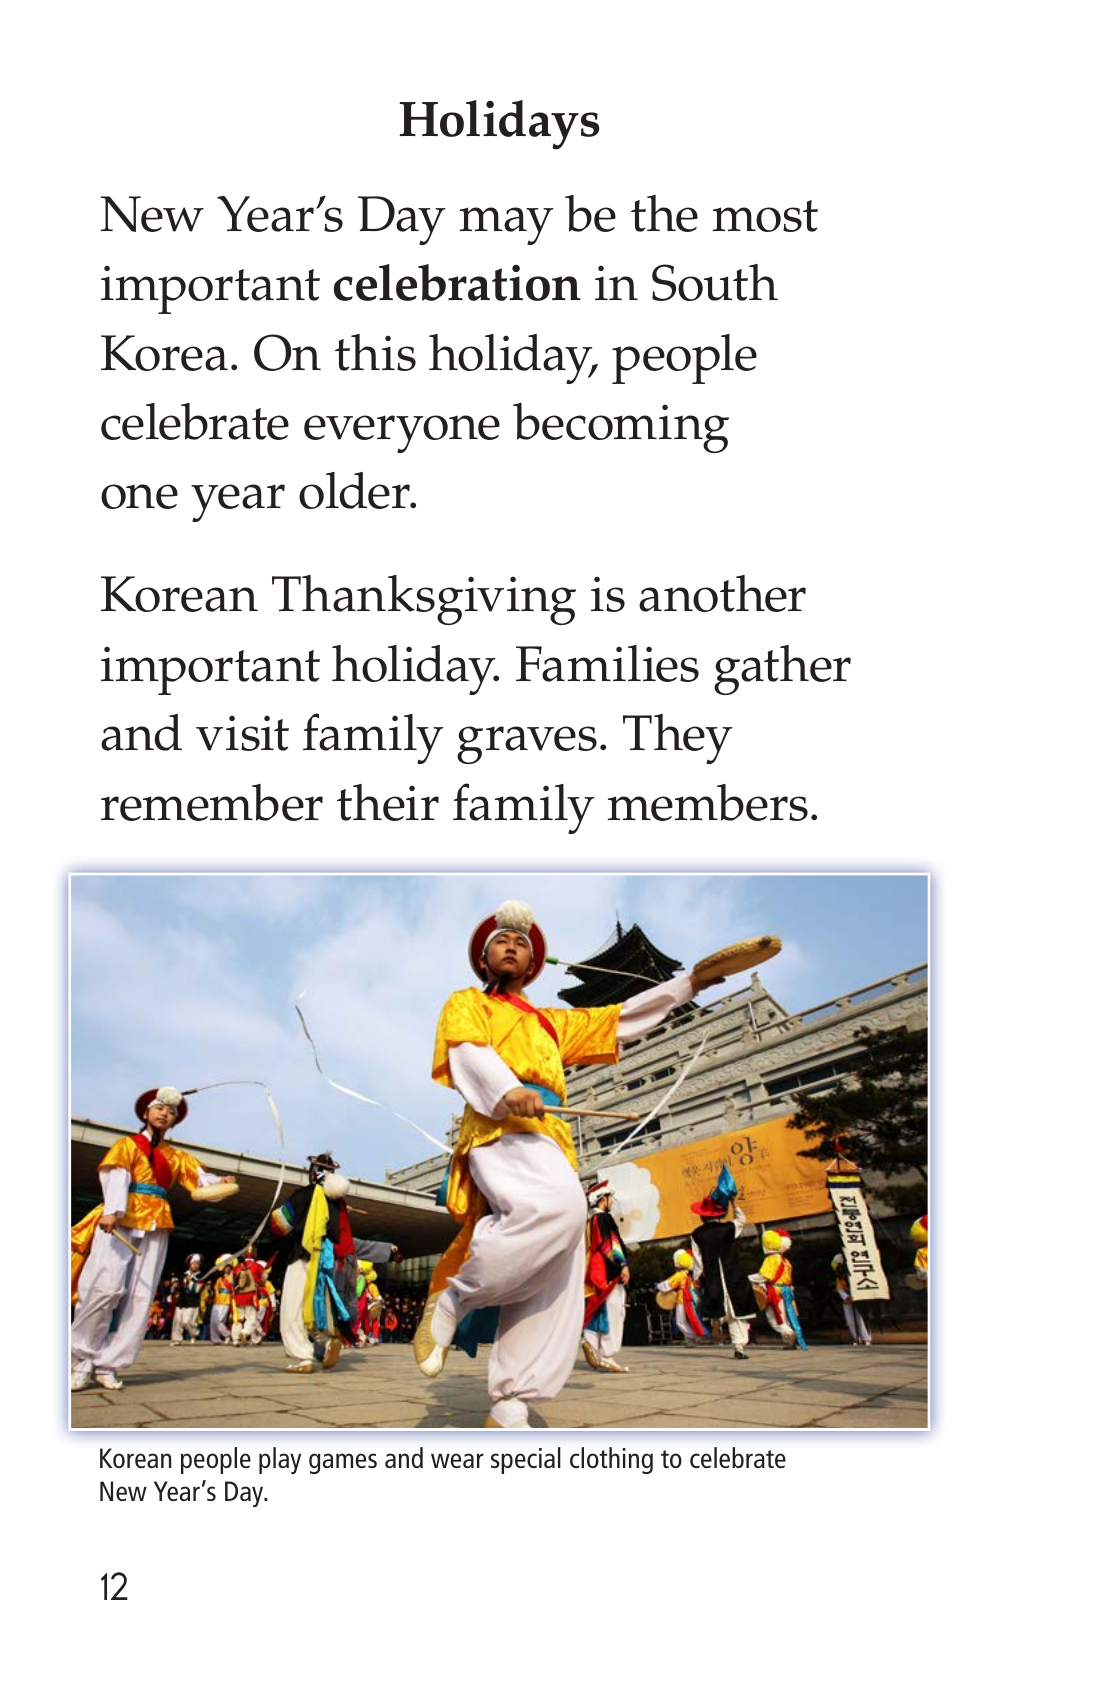 Holidays
New Year’s Day may be the most
important celebration in South
Korea. On this holiday, people
celebrate everyone becoming
one year older.
Korean Thanksgiving is another
important holiday. Families gather
and visit family graves. They
remember their family members.
양
전통연희 연구소
Korean people play games and wear special clothing to celebrate
New Year’s Day.
12